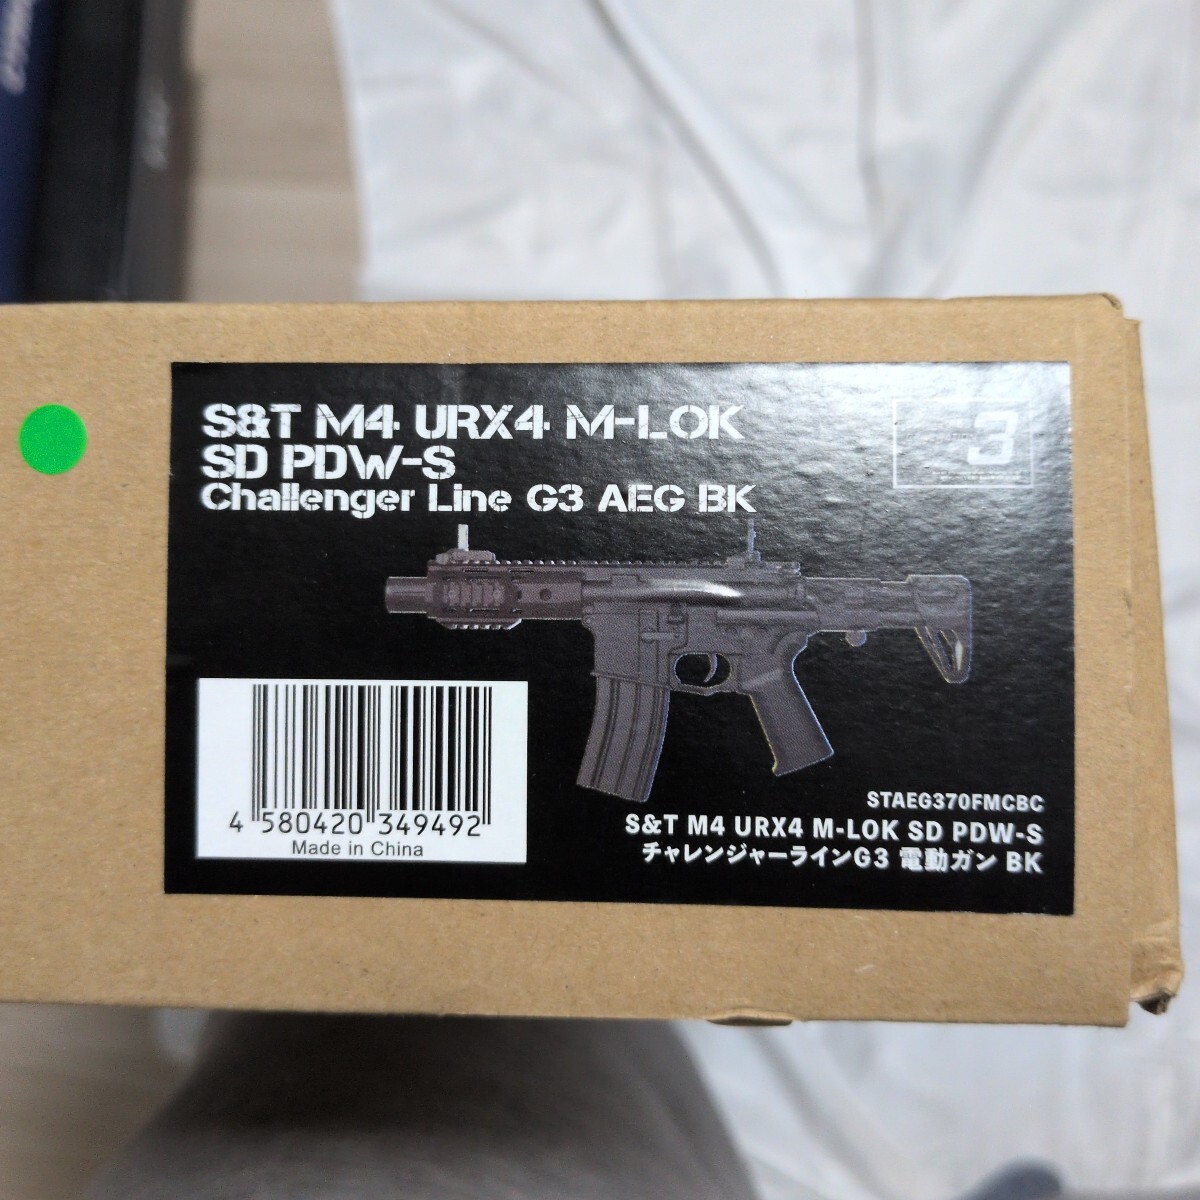 S&T M4 URX4 M-LOK
SD PDW-S
Challenger Line G3 AEG BK
3
4 580420 349492
Made in China
STAEG370FMCBC
S&T M4 URX4 M-LOK SD PDW-S
チャレンジャーラインG3 電動ガン BK